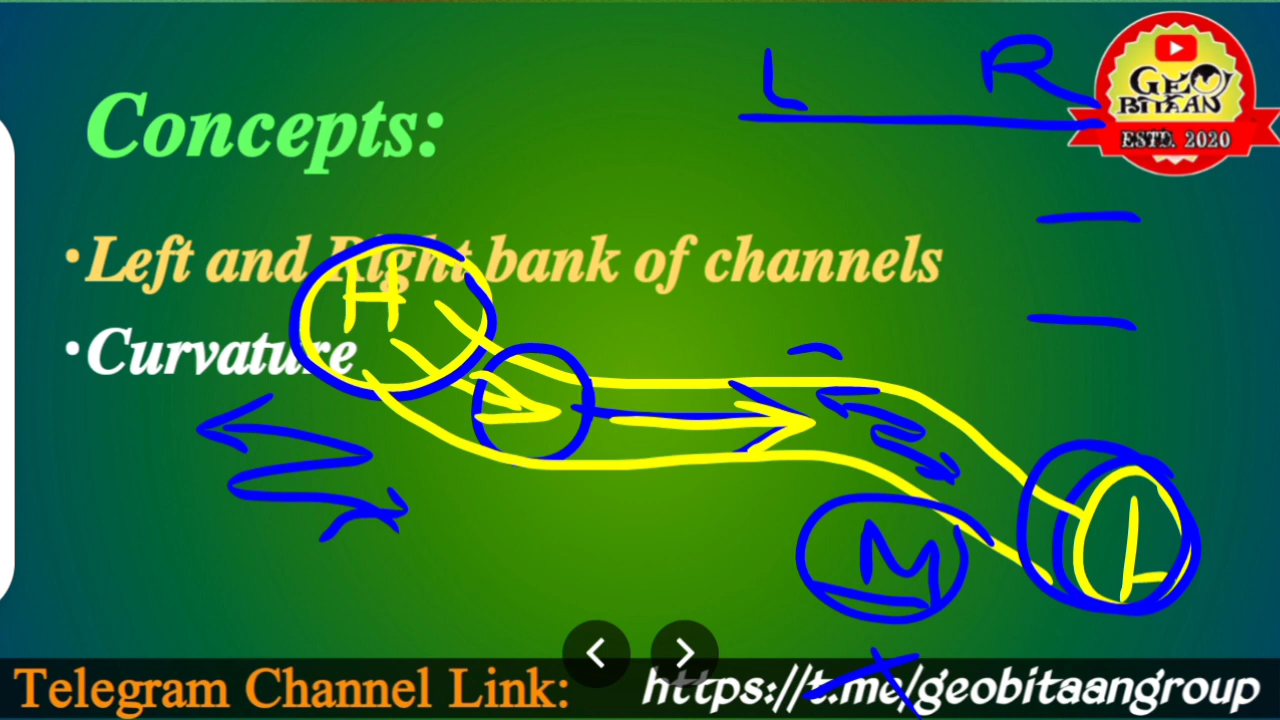 L R
GEO
BITAAN
ESTD. 2020
Concepts:
•Left and Right bank of channels
•Curvature
H
M
L
Telegram Channel Link: https://t.me/geobitaangroup